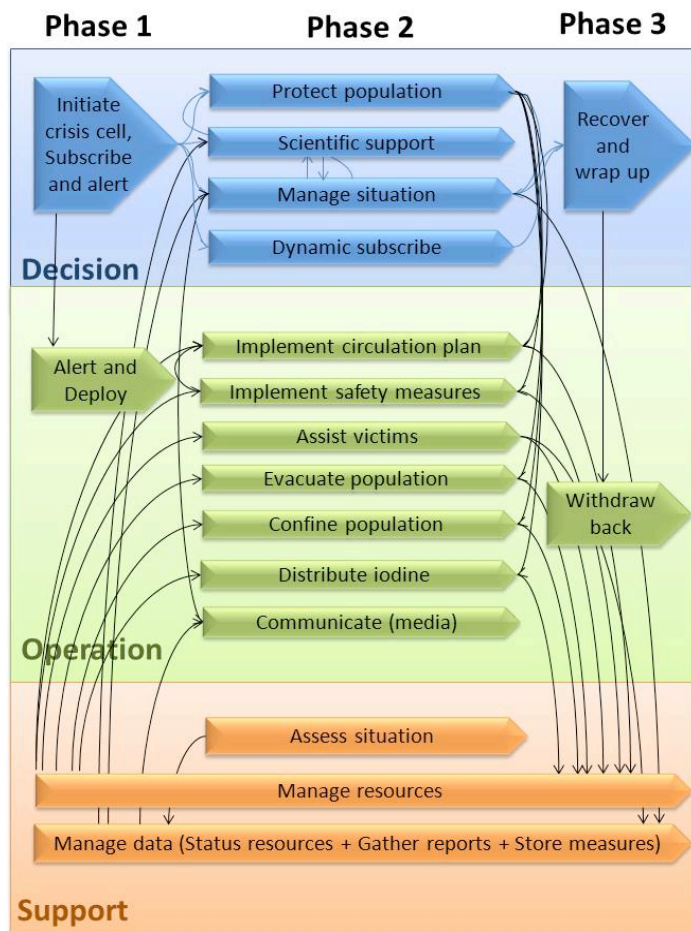 Phase 1
Phase 2
Phase 3
Initiate
crisis cell,
Subscribe
and alert
Protect population
Scientific support
Manage situation
Dynamic subscribe
Recover
and
wrap up
Decision
Alert and
Deploy
Implement circulation plan
Implement safety measures
Assist victims
Evacuate population
Confine population
Distribute iodine
Communicate (media)
Withdraw
back
Operation
Assess situation
Manage resources
Manage data (Status resources + Gather reports + Store measures)
Support